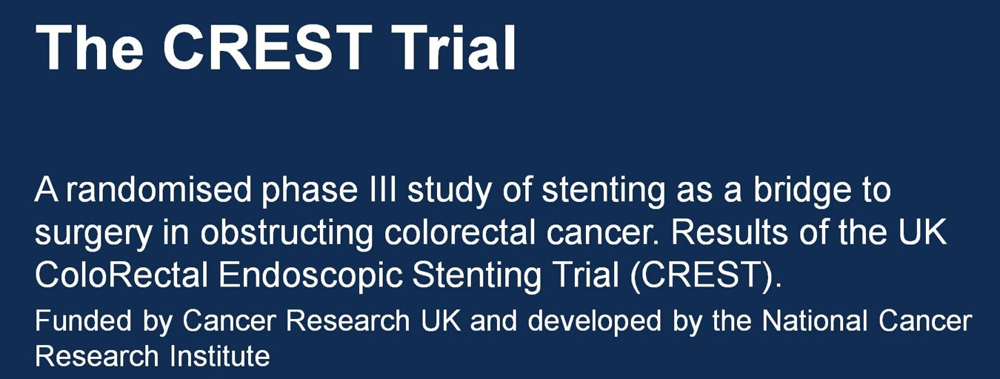 The CREST Trial
A randomised phase III study of stenting as a bridge to
surgery in obstructing colorectal cancer. Results of the UK
ColoRectal Endoscopic Stenting Trial (CREST).
Funded by Cancer Research UK and developed by the National Cancer
Research Institute